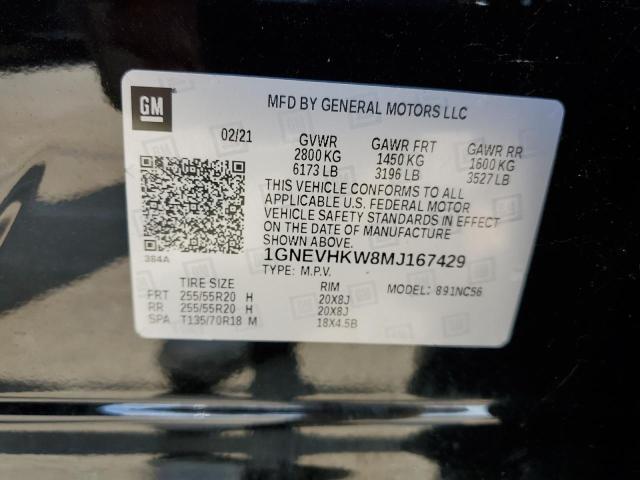 GM
MFD BY GENERAL MOTORS LLC
02/21 GVWR GAWR FRT GAWR RR
2800 KG 1450 KG 1600 KG
6173 LB 3196 LB 3527 LB
THIS VEHICLE CONFORMS TO ALL
APPLICABLE U.S. FEDERAL MOTOR
VEHICLE SAFETY STANDARDS IN EFFECT
ON THE DATE OF MANUFACTURE
SHOWN ABOVE.
384A
1GNEVHKW8MJ167429
TYPE: M.P.V.
TIRE SIZE RIM MODEL: 891NC56
FRT 255/55R20 H 20X8J
RR 255/55R20 H 20X8J
SPA T135/70R18 M 18X4.5B